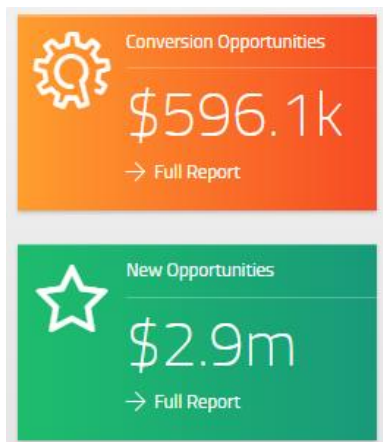 Conversion Opportunities
$596.1k
→ Full Report
New Opportunities
$2.9m
→ Full Report